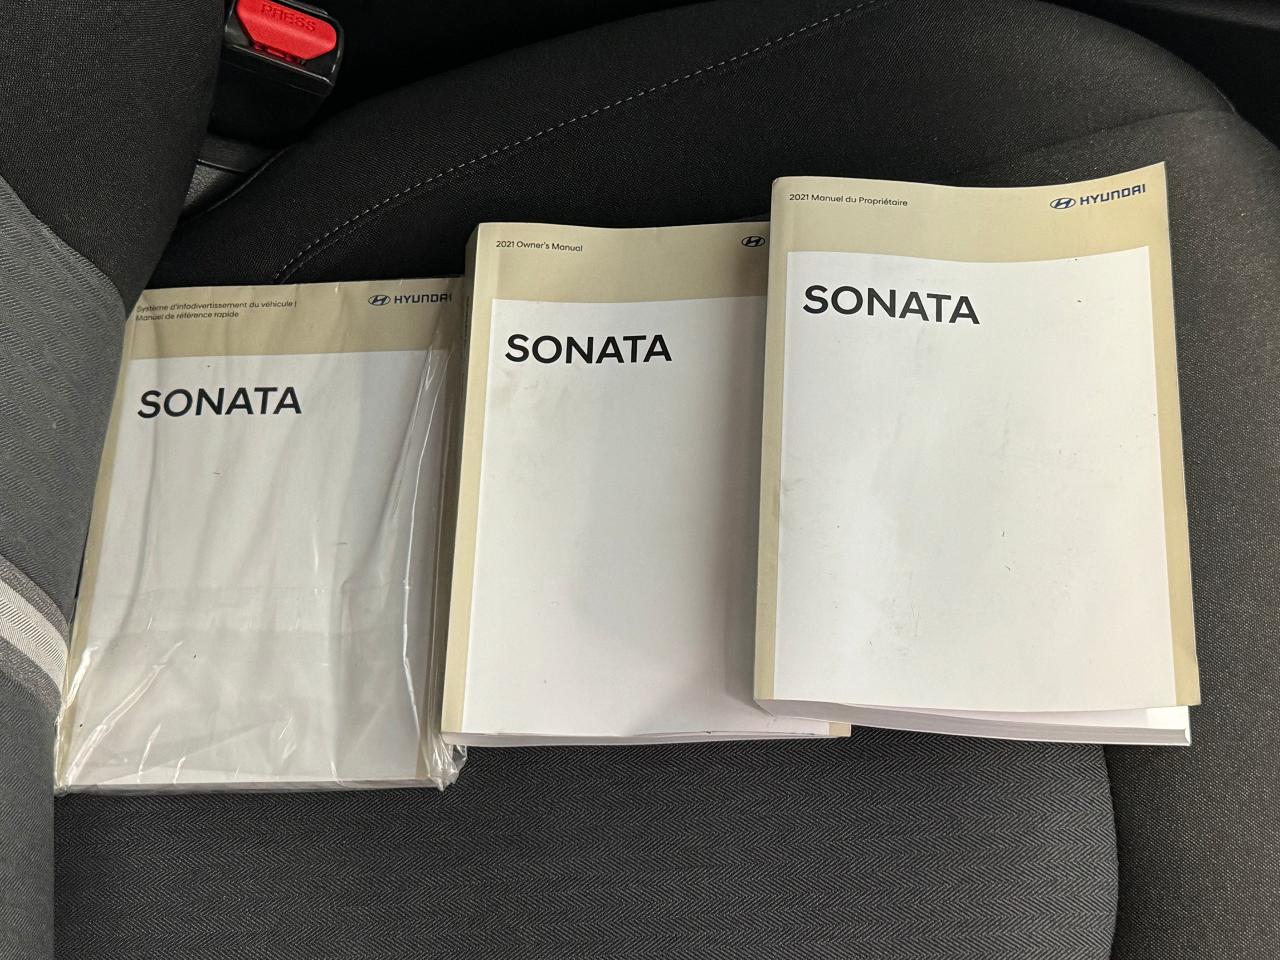 PRESS
Système d'infodivertissement du véhicule |
Manuel de référence rapide
HYUNDAI
SONATA
2021 Owner's Manual
SONATA
2021 Manuel du Propriétaire
HYUNDAI
SONATA